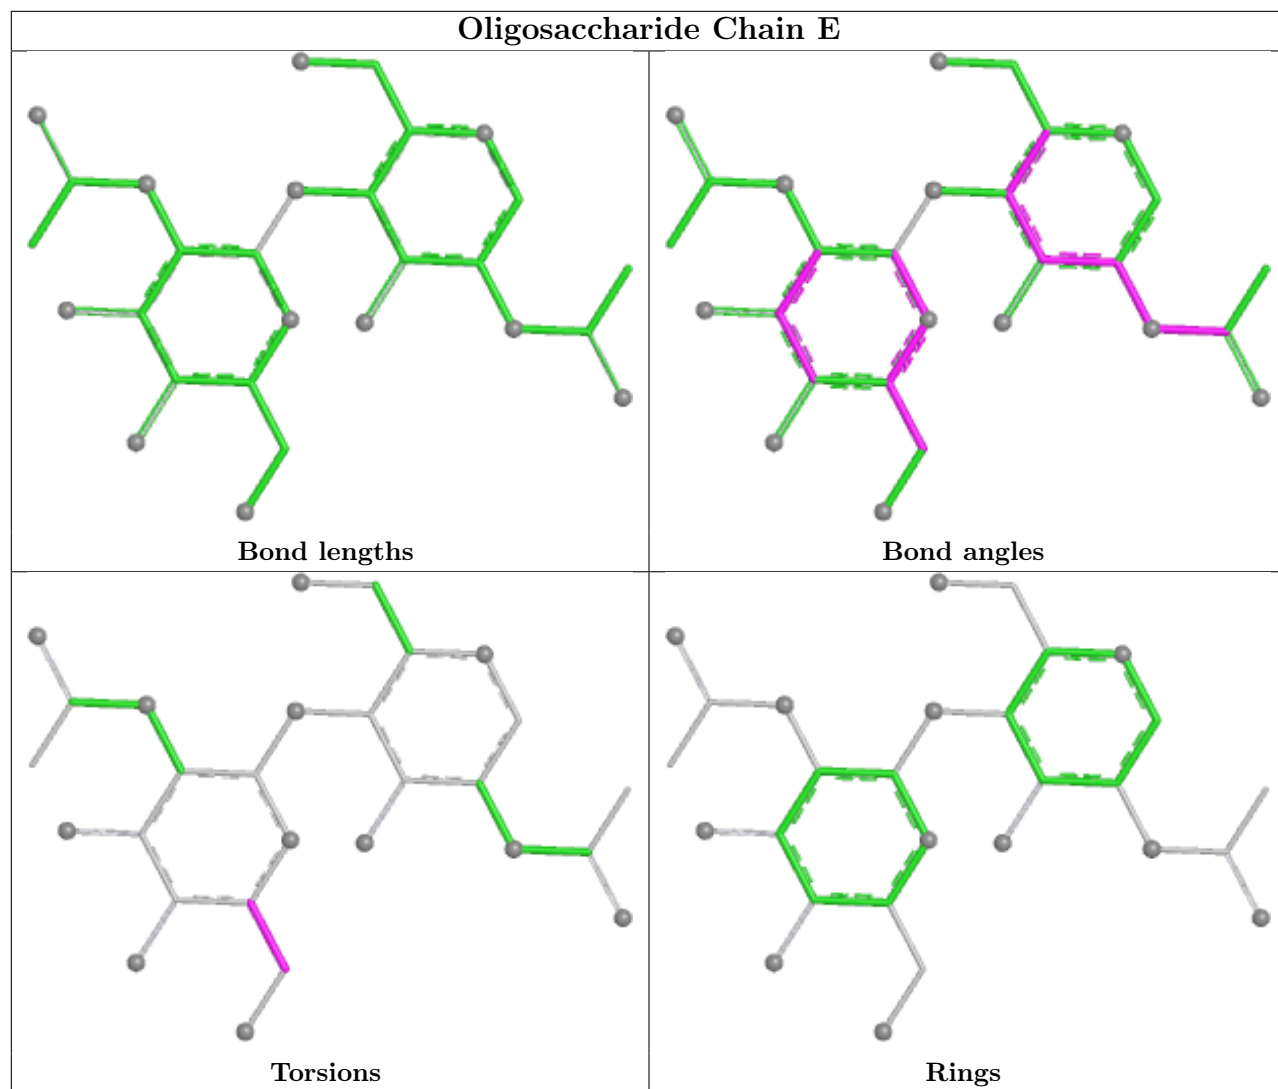 Oligosaccharide Chain E
Bond lengths
Bond angles
Torsions
Rings